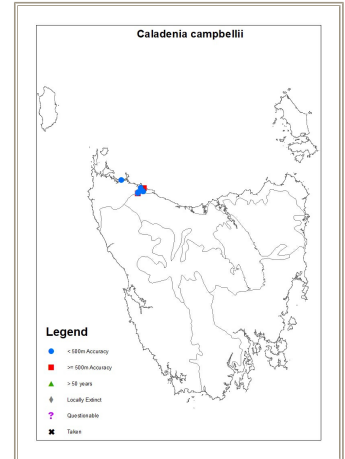 Caladenia campbellii
Legend
< 500m Accuracy
>= 500m Accuracy
> 50 years
Locally Extinct
Questionable
Taken